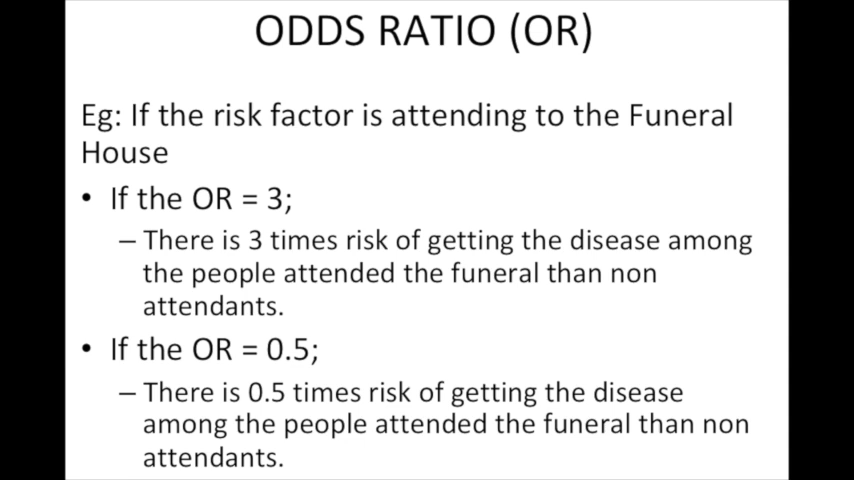 ODDS RATIO (OR)
Eg: If the risk factor is attending to the Funeral
House
• If the OR = 3;
– There is 3 times risk of getting the disease among
the people attended the funeral than non
attendants.
• If the OR = 0.5;
– There is 0.5 times risk of getting the disease
among the people attended the funeral than non
attendants.